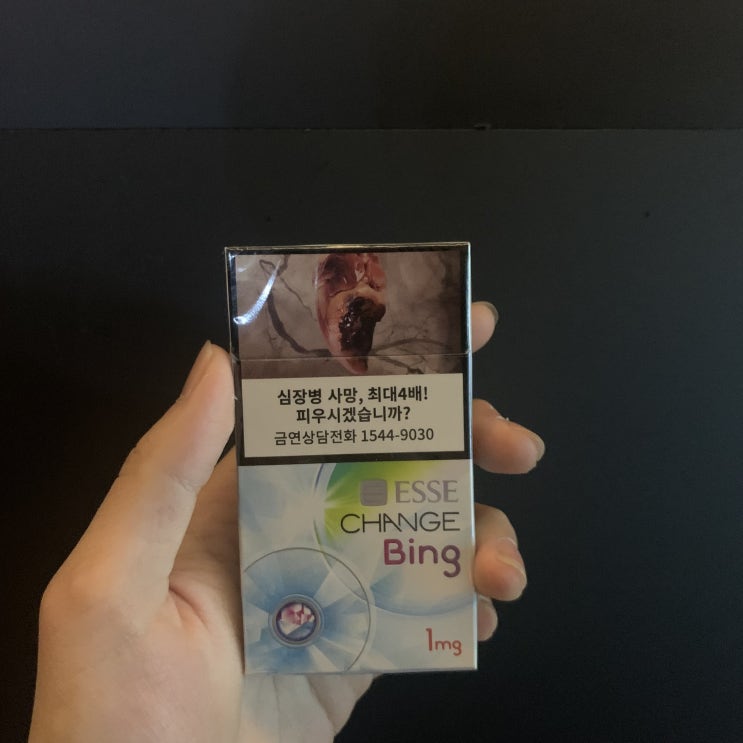 심장병 사망, 최대4배!
피우시겠습니까?
금연상담전화 1544-9030
ESSE
CHANGE
Bing
1mg